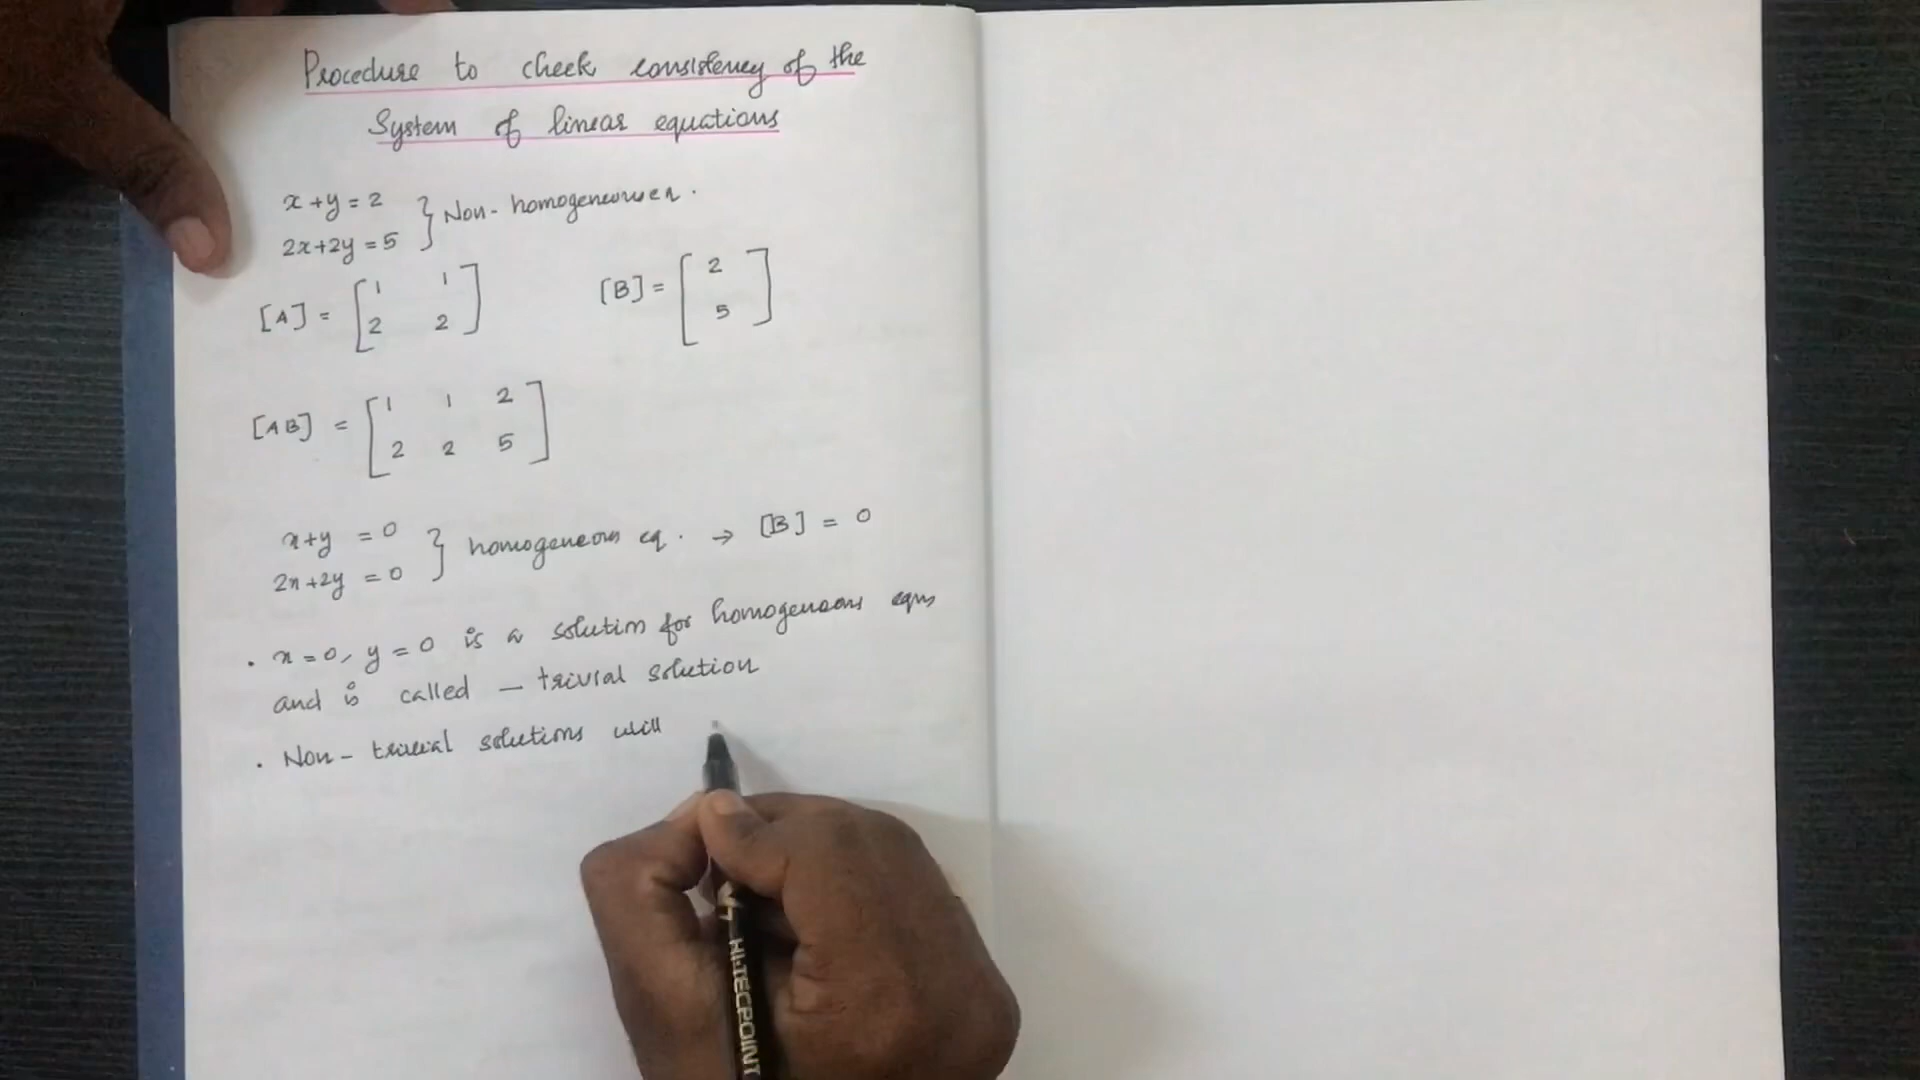 Procedure to check consistency of the
System of linear equations
x + y = 2
2x + 2y = 5 } Non-homogeneous en.
[A] = [1 1
2 2]
[B] = [2
5]
[AB] = [1 1 2
2 2 5]
x + y = 0
2x + 2y = 0 } homogeneous eq. → [B] = 0
. x = 0, y = 0 is a solution for homogeneous eqns
and is called — trivial solution
. Non - trivial solutions will
HI-TECPOINT